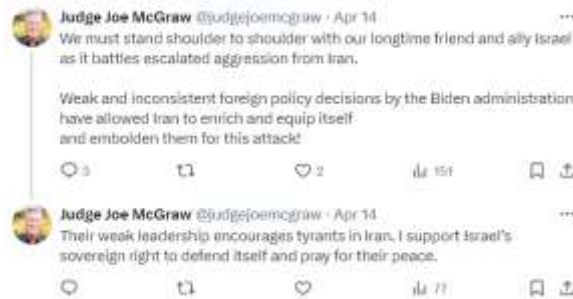 Judge Joe McGraw @judgejoemcgraw · Apr 14
We must stand shoulder to shoulder with our longtime friend and ally Israel
as it battles escalated aggression from Iran.
Weak and inconsistent foreign policy decisions by the Biden administration
have allowed Iran to enrich and equip itself
and embolden them for this attack!
3 2 151
Judge Joe McGraw @judgejoemcgraw · Apr 14
Their weak leadership encourages tyrants in Iran. I support Israel's
sovereign right to defend itself and pray for their peace.
77